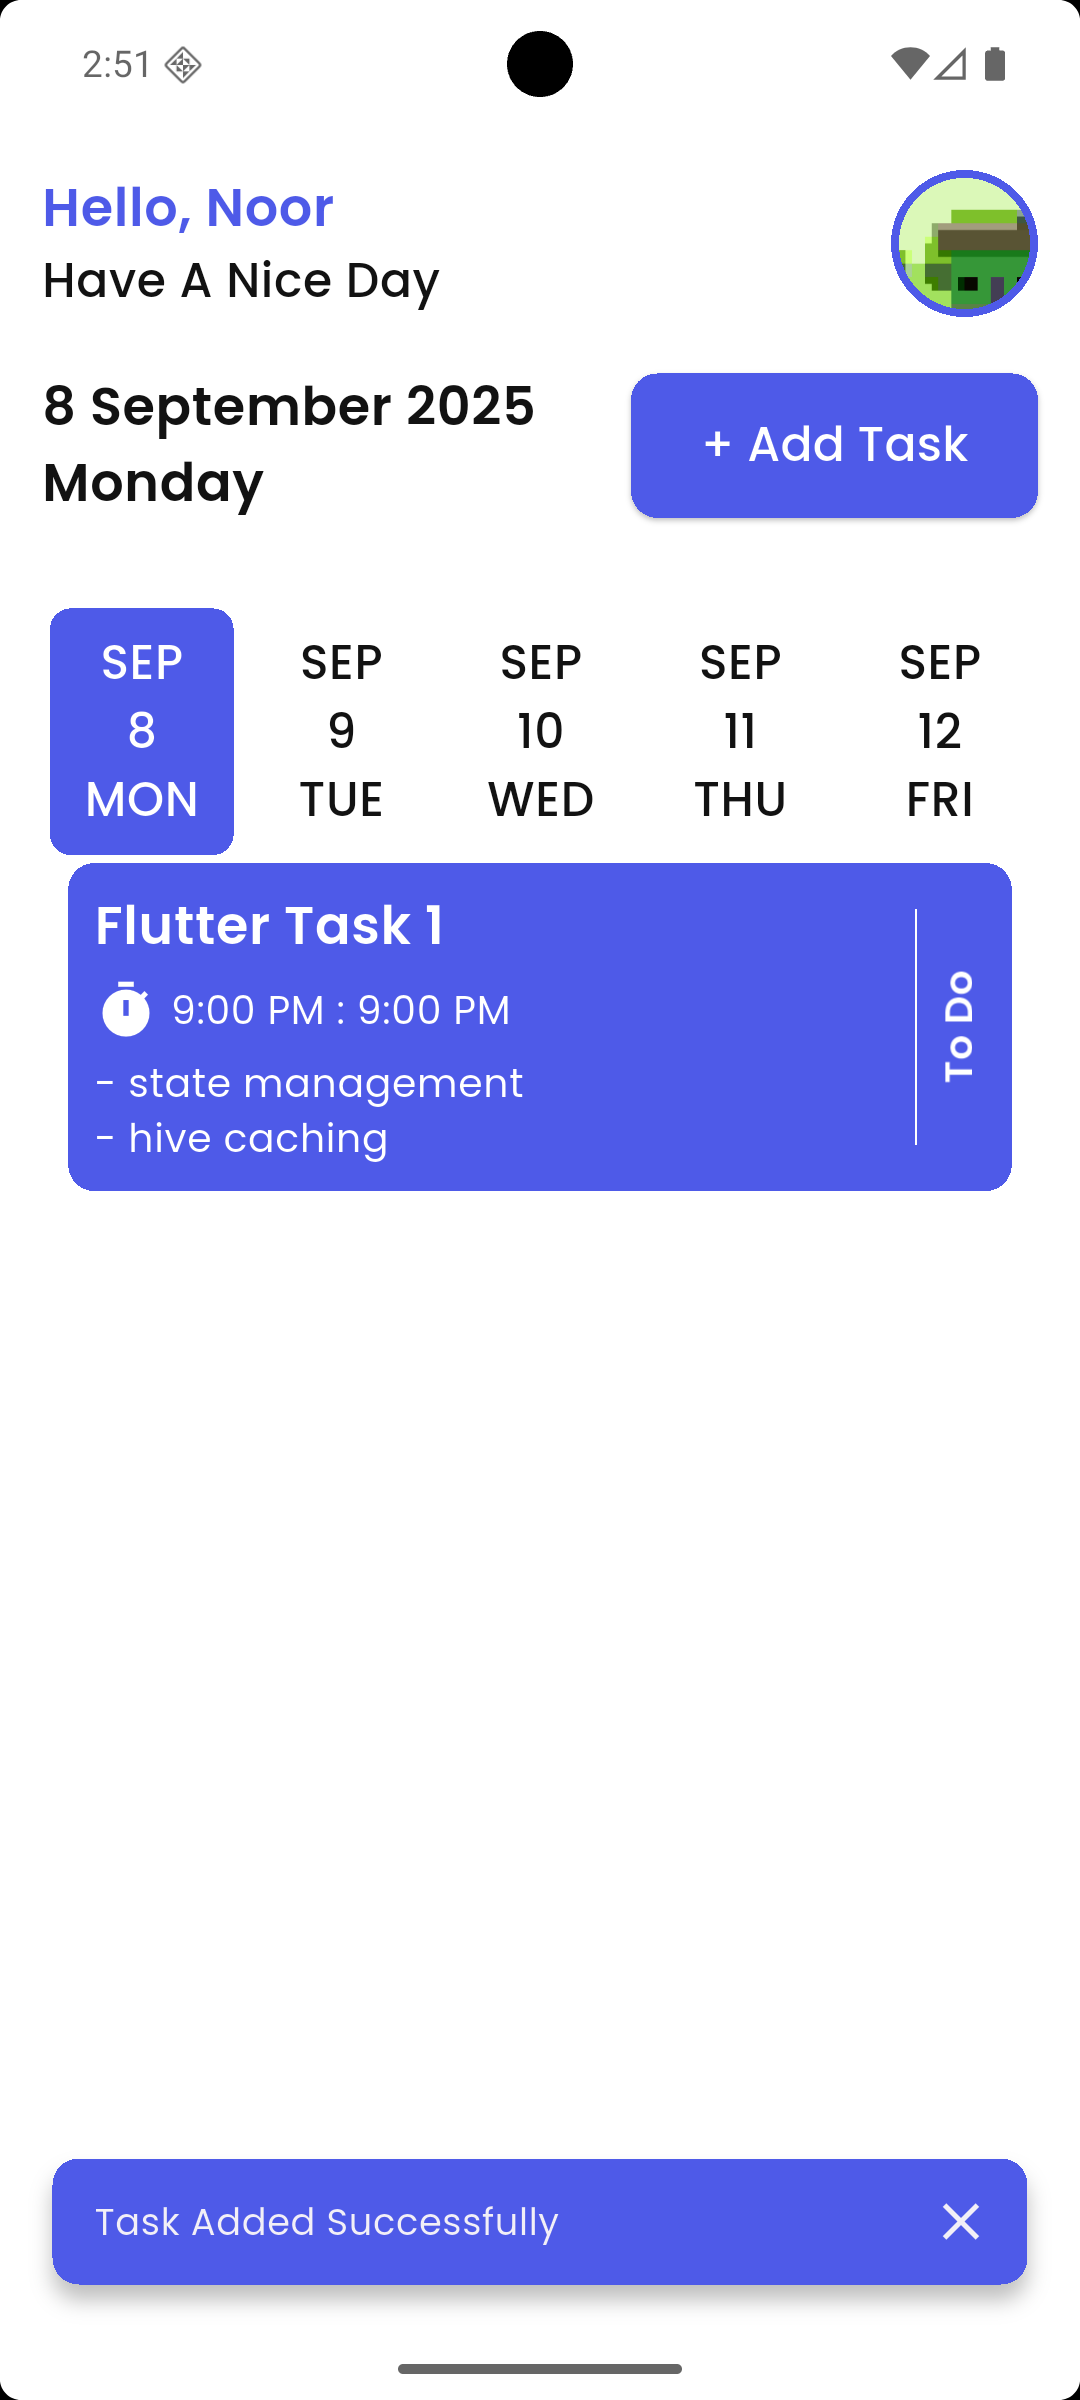 2:51
Hello, Noor
Have A Nice Day
8 September 2025
Monday
+ Add Task
SEP
8
MON
SEP
9
TUE
SEP
10
WED
SEP
11
THU
SEP
12
FRI
Flutter Task 1
9:00 PM : 9:00 PM
- state management
- hive caching
To Do
Task Added Successfully